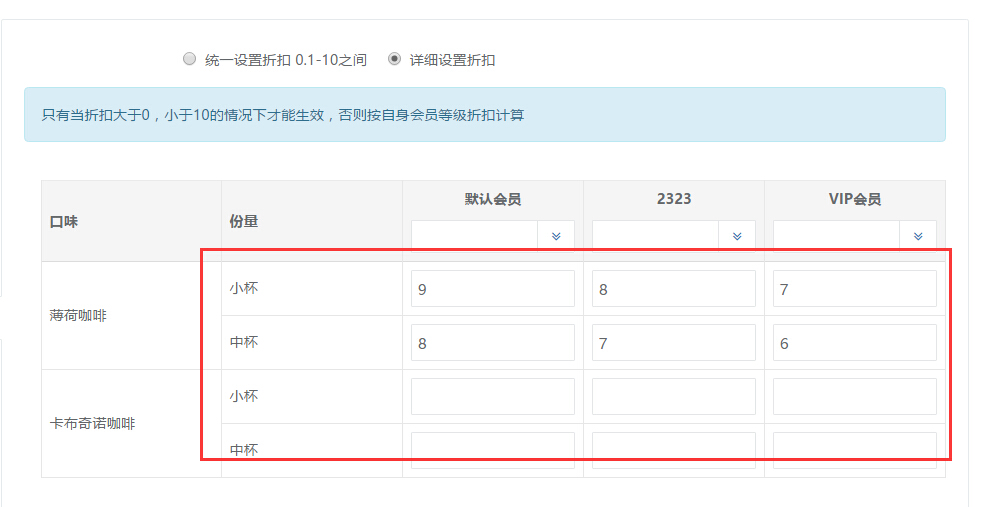 统一设置折扣 0.1-10之间 详细设置折扣
只有当折扣大于0，小于10的情况下才能生效，否则按自身会员等级折扣计算
口味 份量 默认会员 2323 VIP会员
薄荷咖啡
小杯 9 8 7
中杯 8 7 6
卡布奇诺咖啡
小杯
中杯